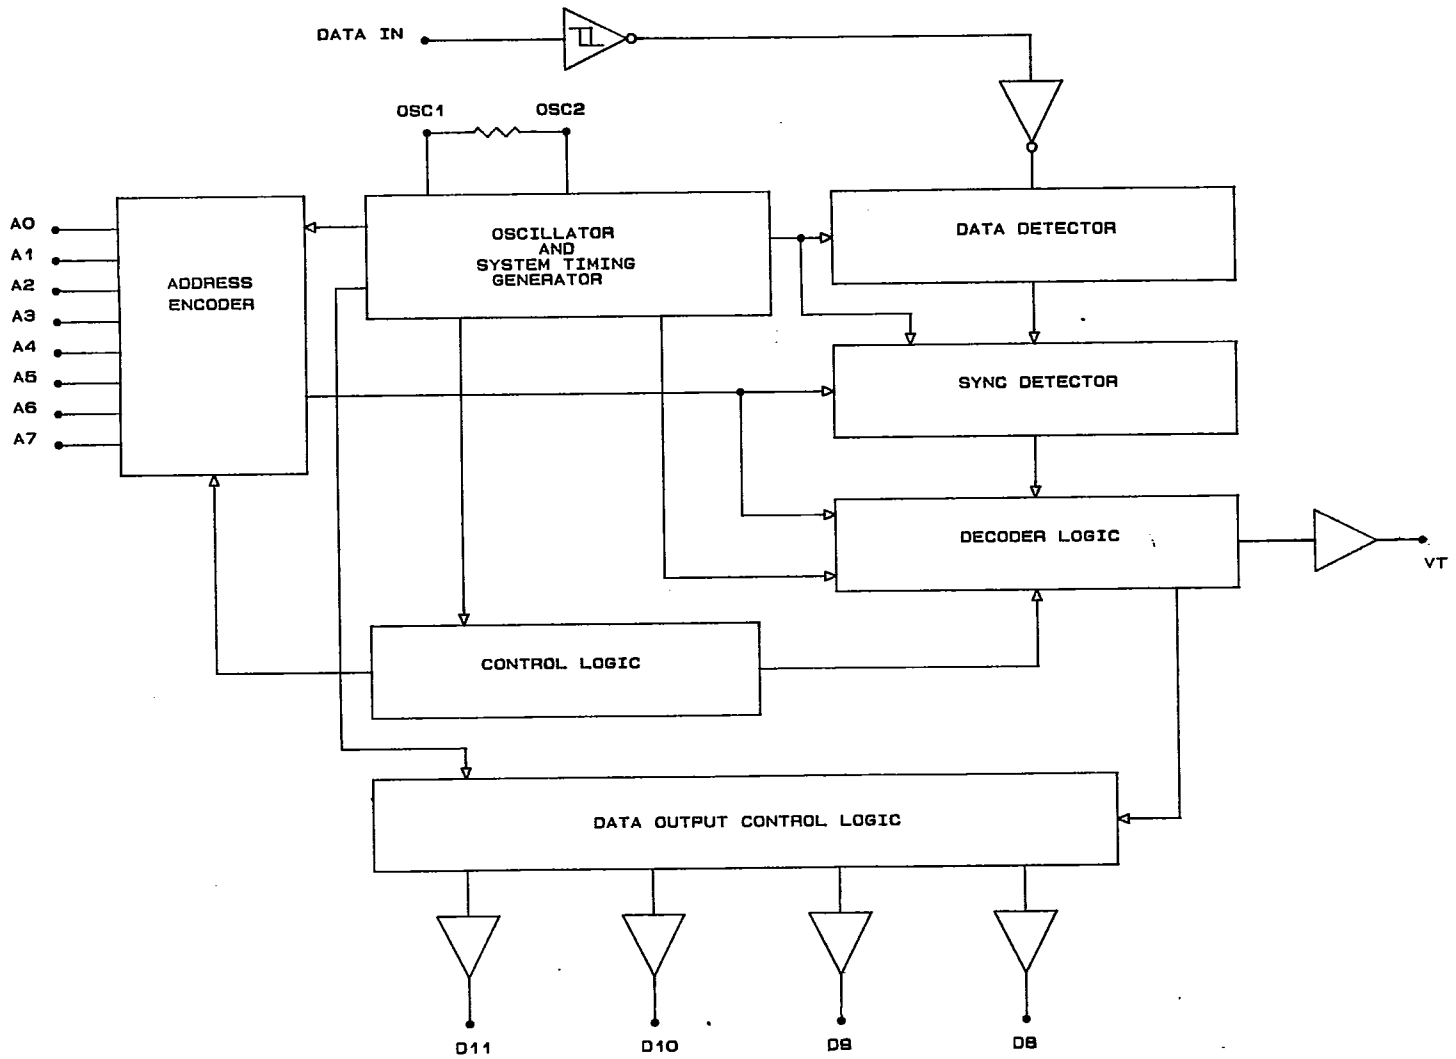 DATA IN
OSC1
OSC2
A0
A1
A2
A3
A4
A5
A6
A7
ADDRESS
ENCODER
OSCILLATOR
AND
SYSTEM TIMING
GENERATOR
DATA DETECTOR
SYNC DETECTOR
DECODER LOGIC
VT
CONTROL LOGIC
DATA OUTPUT CONTROL LOGIC
D11
D10
D9
D8